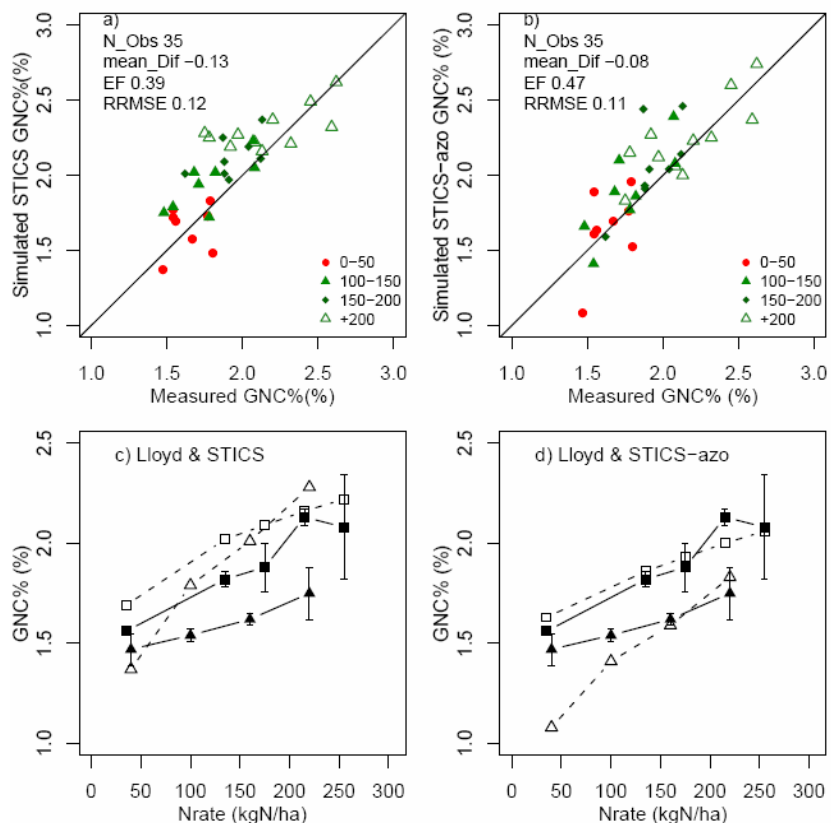 a)
N_Obs 35
mean_Dif −0.13
EF 0.39
RRMSE 0.12
3.0
2.5
2.0
1.5
1.0
Simulated STICS GNC%(%)
0−50
100−150
150−200
+200
1.0 1.5 2.0 2.5 3.0
Measured GNC%(%)
b)
N_Obs 35
mean_Dif −0.08
EF 0.47
RRMSE 0.11
3.0
2.5
2.0
1.5
1.0
Simulated STICS−azo GNC% (%)
0−50
100−150
150−200
+200
1.0 1.5 2.0 2.5 3.0
Measured GNC% (%)
c) Lloyd & STICS
2.5
2.0
1.5
1.0
GNC% (%)
0 50 100 150 200 250 300
Nrate (kgN/ha)
d) Lloyd & STICS−azo
2.5
2.0
1.5
1.0
GNC% (%)
0 50 100 150 200 250 300
Nrate (kgN/ha)